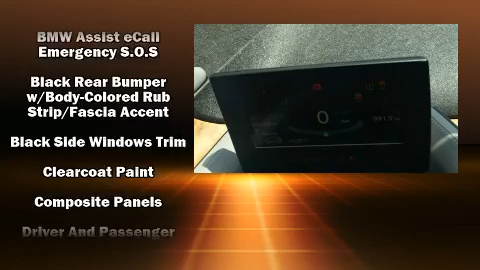 BMW Assist eCall
Emergency S.O.S
Black Rear Bumper
w/Body-Colored Rub
Strip/Fascia Accent
Black Side Windows Trim
Clearcoat Paint
Composite Panels
Driver And Passenger
0